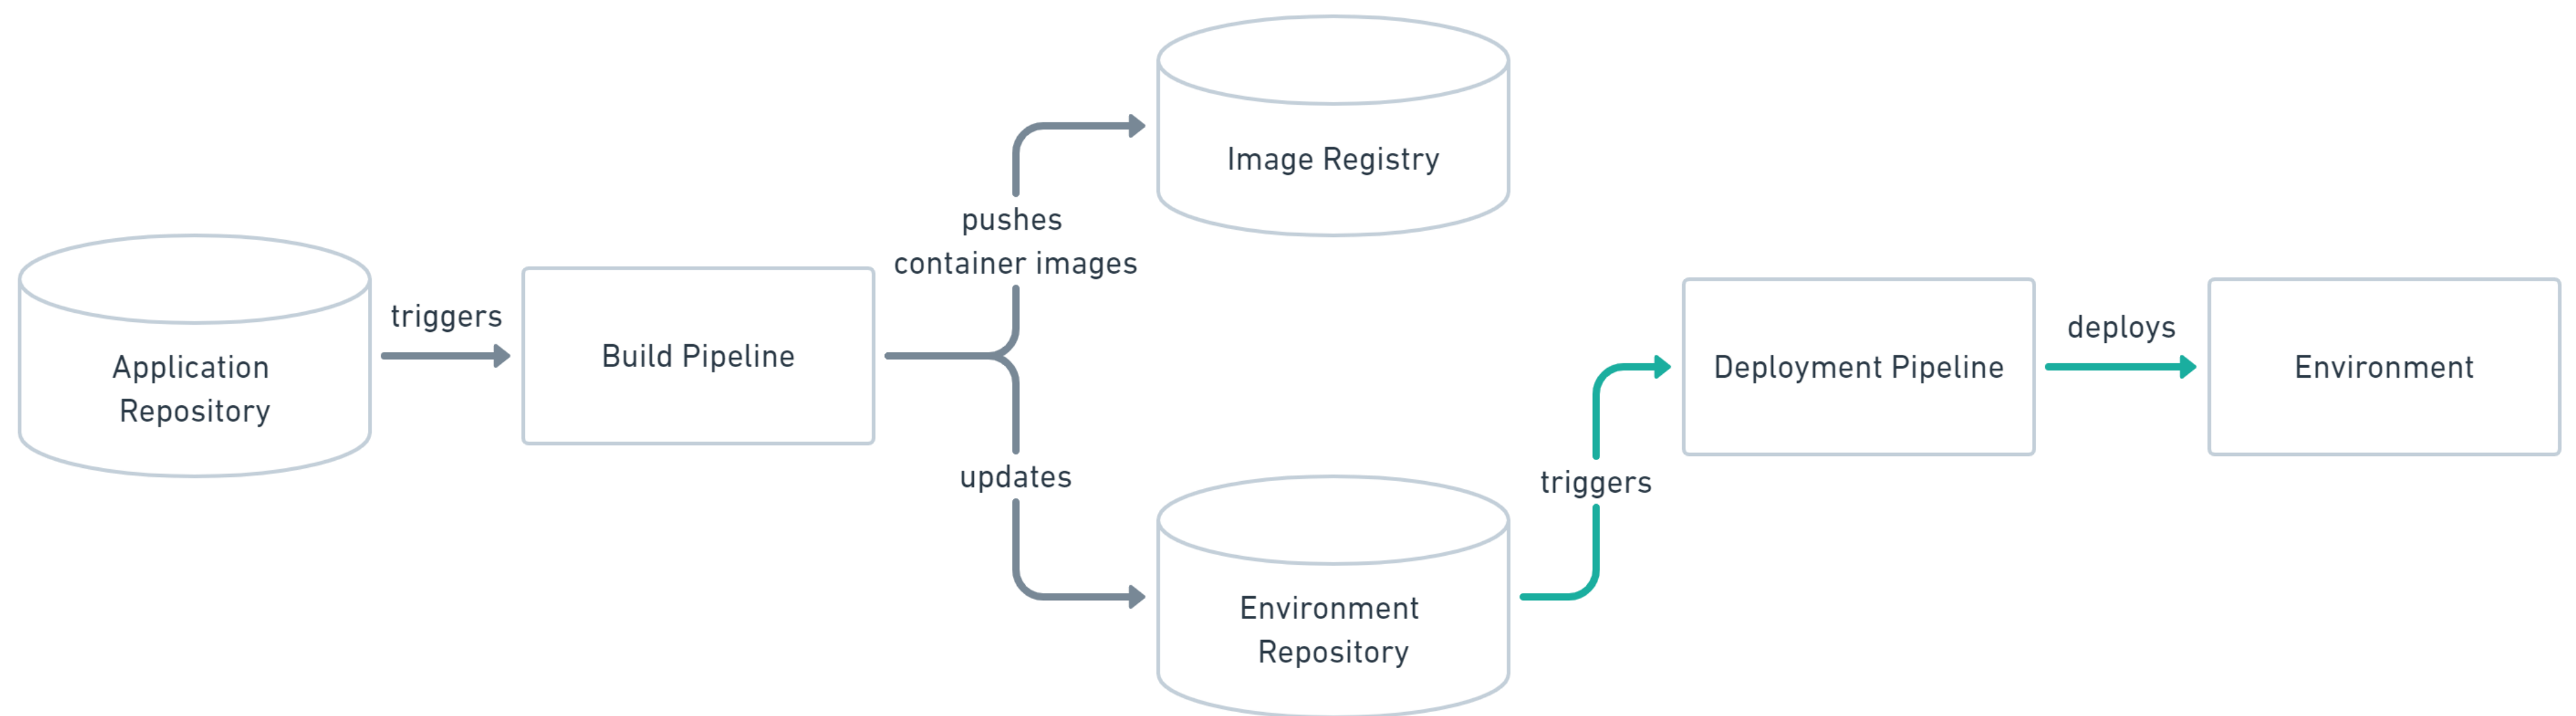 Application
Repository
triggers
Build Pipeline
pushes
container images
updates
Image Registry
Environment
Repository
triggers
Deployment Pipeline
deploys
Environment